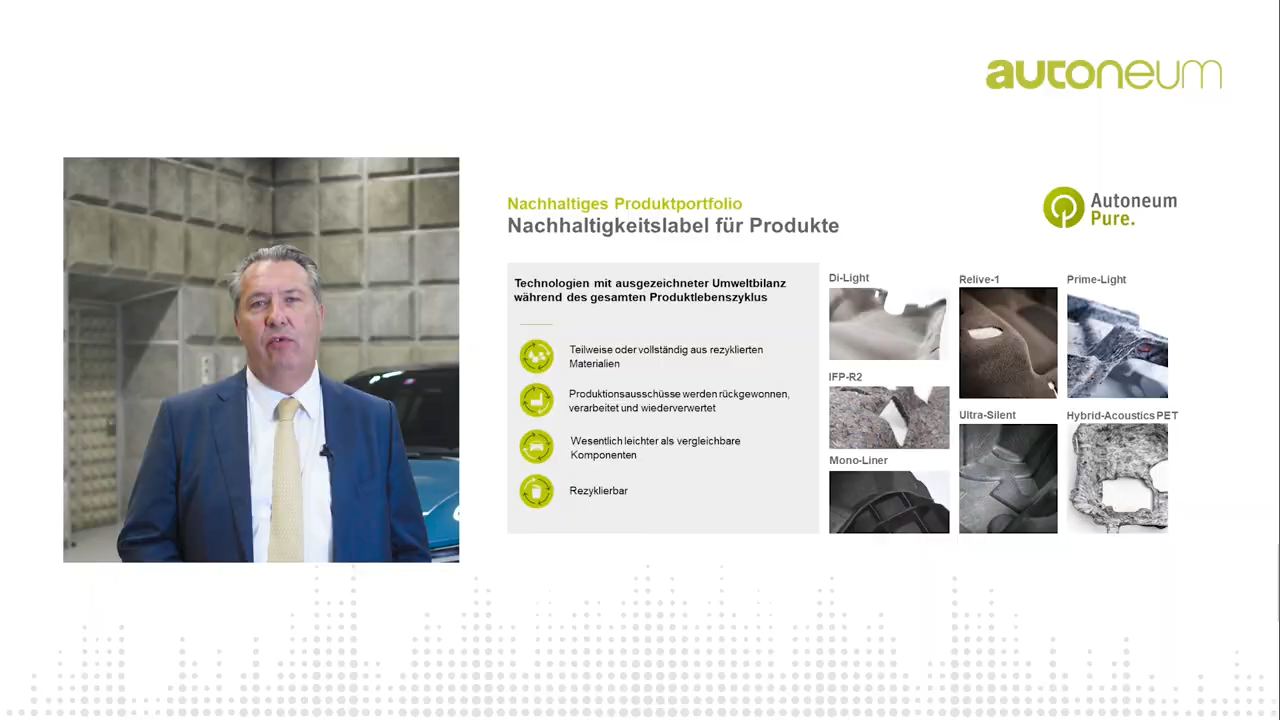 autoneum
Nachhaltiges Produktportfolio
Nachhaltigkeitslabel für Produkte
Autoneum
Pure.
Technologien mit ausgezeichneter Umweltbilanz
während des gesamten Produktlebenszyklus
Teilweise oder vollständig aus rezyklierten
Materialien
Produktionsausschüsse werden rückgewonnen,
verarbeitet und wiederverwertet
Wesentlich leichter als vergleichbare
Komponenten
Rezyklierbar
Di-Light
IFP-R2
Mono-Liner
Relive-1
Ultra-Silent
Prime-Light
Hybrid-Acoustics PET